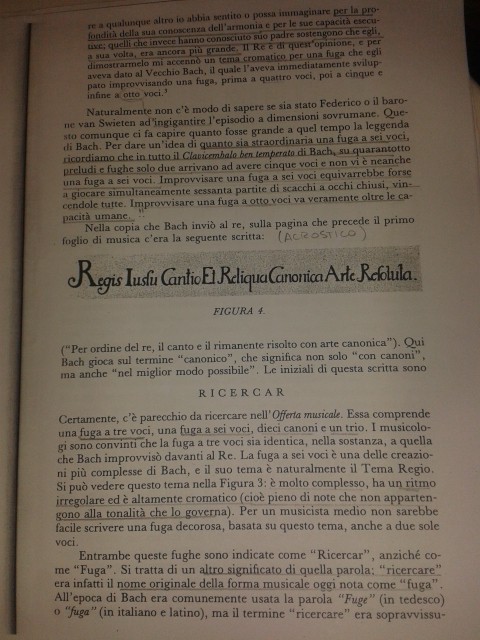 re a qualunque altro io abbia sentito o possa immaginare per la pro-
fondità della sua conoscenza dell'armonia e per le sue capacità esecu-
tive; quelli che invece hanno conosciuto suo padre sostengono che egli,
a sua volta, era ancora più grande. Il Re è di quest'opinione, e per
dimostrarmelo mi accennò un tema cromatico per una fuga che egli
aveva dato al Vecchio Bach, il quale l'aveva immediatamente svilup-
pato improvvisando una fuga, prima a quattro voci, poi a cinque e
infine a otto voci.³
Naturalmente non c'è modo di sapere se sia stato Federico o il baro-
ne van Swieten ad ingigantire l'episodio a dimensioni sovrumane. Que-
sto comunque ci fa capire quanto fosse grande a quel tempo la leggenda
di Bach. Per dare un'idea di quanto sia straordinaria una fuga a sei voci,
ricordiamo che in tutto il Clavicembalo ben temperato di Bach, su quarantotto
preludi e fughe solo due arrivano ad avere cinque voci e non vi è neanche
una fuga a sei voci. Improvvisare una fuga a sei voci equivarrebbe forse
a giocare simultaneamente sessanta partite di scacchi a occhi chiusi, vin-
cendole tutte. Improvvisare una fuga a otto voci va veramente oltre le ca-
pacità umane.
Nella copia che Bach inviò al re, sulla pagina che precede il primo
foglio di musica c'era la seguente scritta: (ACROSTICO)
Regis Iussu Cantio Et Reliqua Canonica Arte Resoluta.
FIGURA 4.
("Per ordine del re, il canto e il rimanente risolto con arte canonica"). Qui
Bach gioca sul termine "canonico", che significa non solo "con canoni",
ma anche "nel miglior modo possibile". Le iniziali di questa scritta sono
RICERCAR
Certamente, c'è parecchio da ricercare nell'Offerta musicale. Essa comprende
una fuga a tre voci, una fuga a sei voci, dieci canoni e un trio. I musicolo-
gi sono convinti che la fuga a tre voci sia identica, nella sostanza, a quella
che Bach improvvisò davanti al Re. La fuga a sei voci è una delle creazio-
ni più complesse di Bach, e il suo tema è naturalmente il Tema Regio.
Si può vedere questo tema nella Figura 3: è molto complesso, ha un ritmo
irregolare ed è altamente cromatico (cioè pieno di note che non apparten-
gono alla tonalità che lo governa). Per un musicista medio non sarebbe
facile scrivere una fuga decorosa, basata su questo tema, anche a due sole
voci.
Entrambe queste fughe sono indicate come "Ricercar", anziché co-
me "Fuga". Si tratta di un altro significato di quella parola: "ricercare"
era infatti il nome originale della forma musicale oggi nota come "fuga".
All'epoca di Bach era comunemente usata la parola "Fuge" (in tedesco)
o "fuga" (in italiano e latino), ma il termine "ricercare" era sopravvissu-